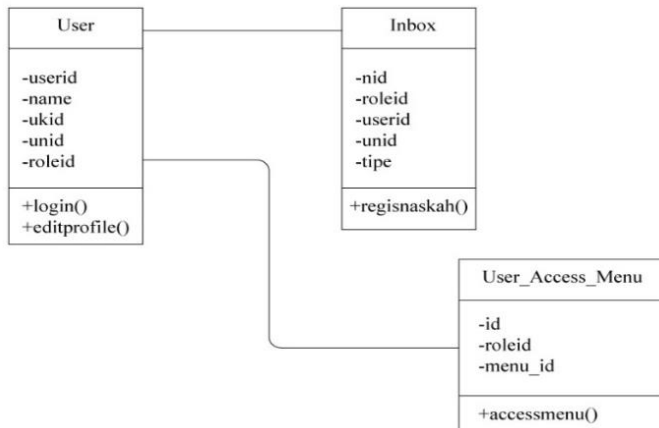 User
-userid
-name
-ukid
-unid
-roleid
+login()
+editprofile()
Inbox
-nid
-roleid
-userid
-unid
-tipe
+regisnaskah()
User_Access_Menu
-id
-roleid
-menu_id
+accessmenu()